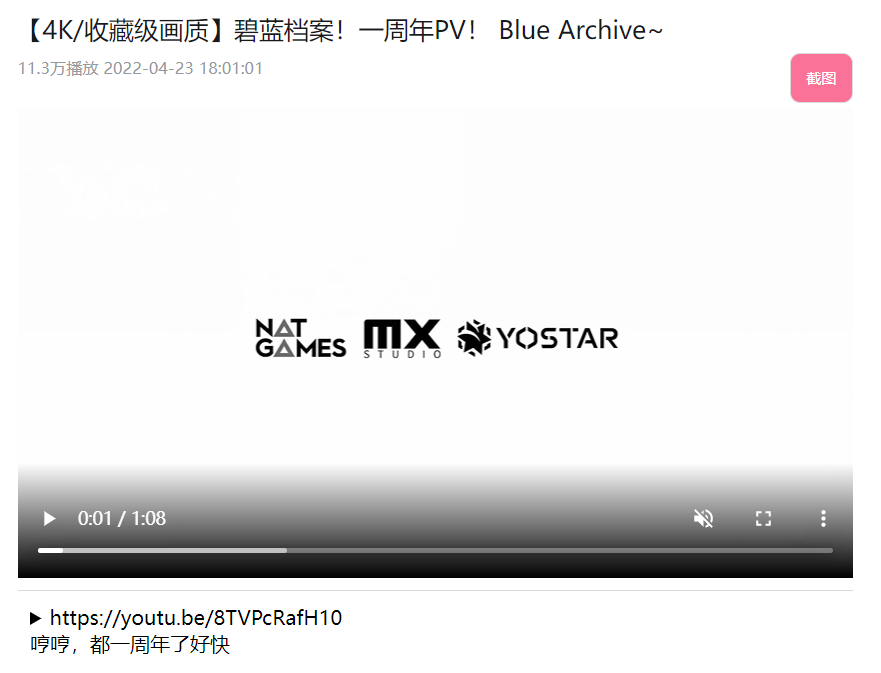 【4K/收藏级画质】碧蓝档案！一周年PV！ Blue Archive~
11.3万播放 2022-04-23 18:01:01
截图
NAT GAMES
MX STUDIO
YOSTAR
0:01 / 1:08
https://youtu.be/8TVPcRafH10
哼哼，都一周年了好快